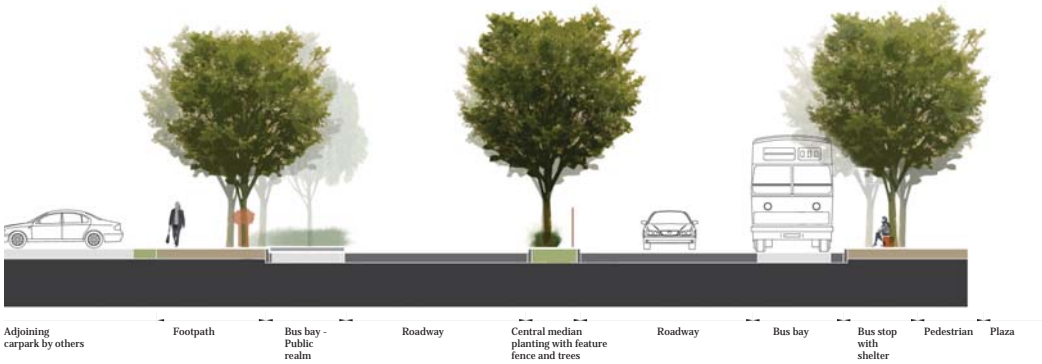 Adjoining
carpark by others
Footpath
Bus bay -
Public
realm
Roadway
Central median
planting with feature
fence and trees
Roadway
Bus bay
Bus stop
with
shelter
Pedestrian
Plaza